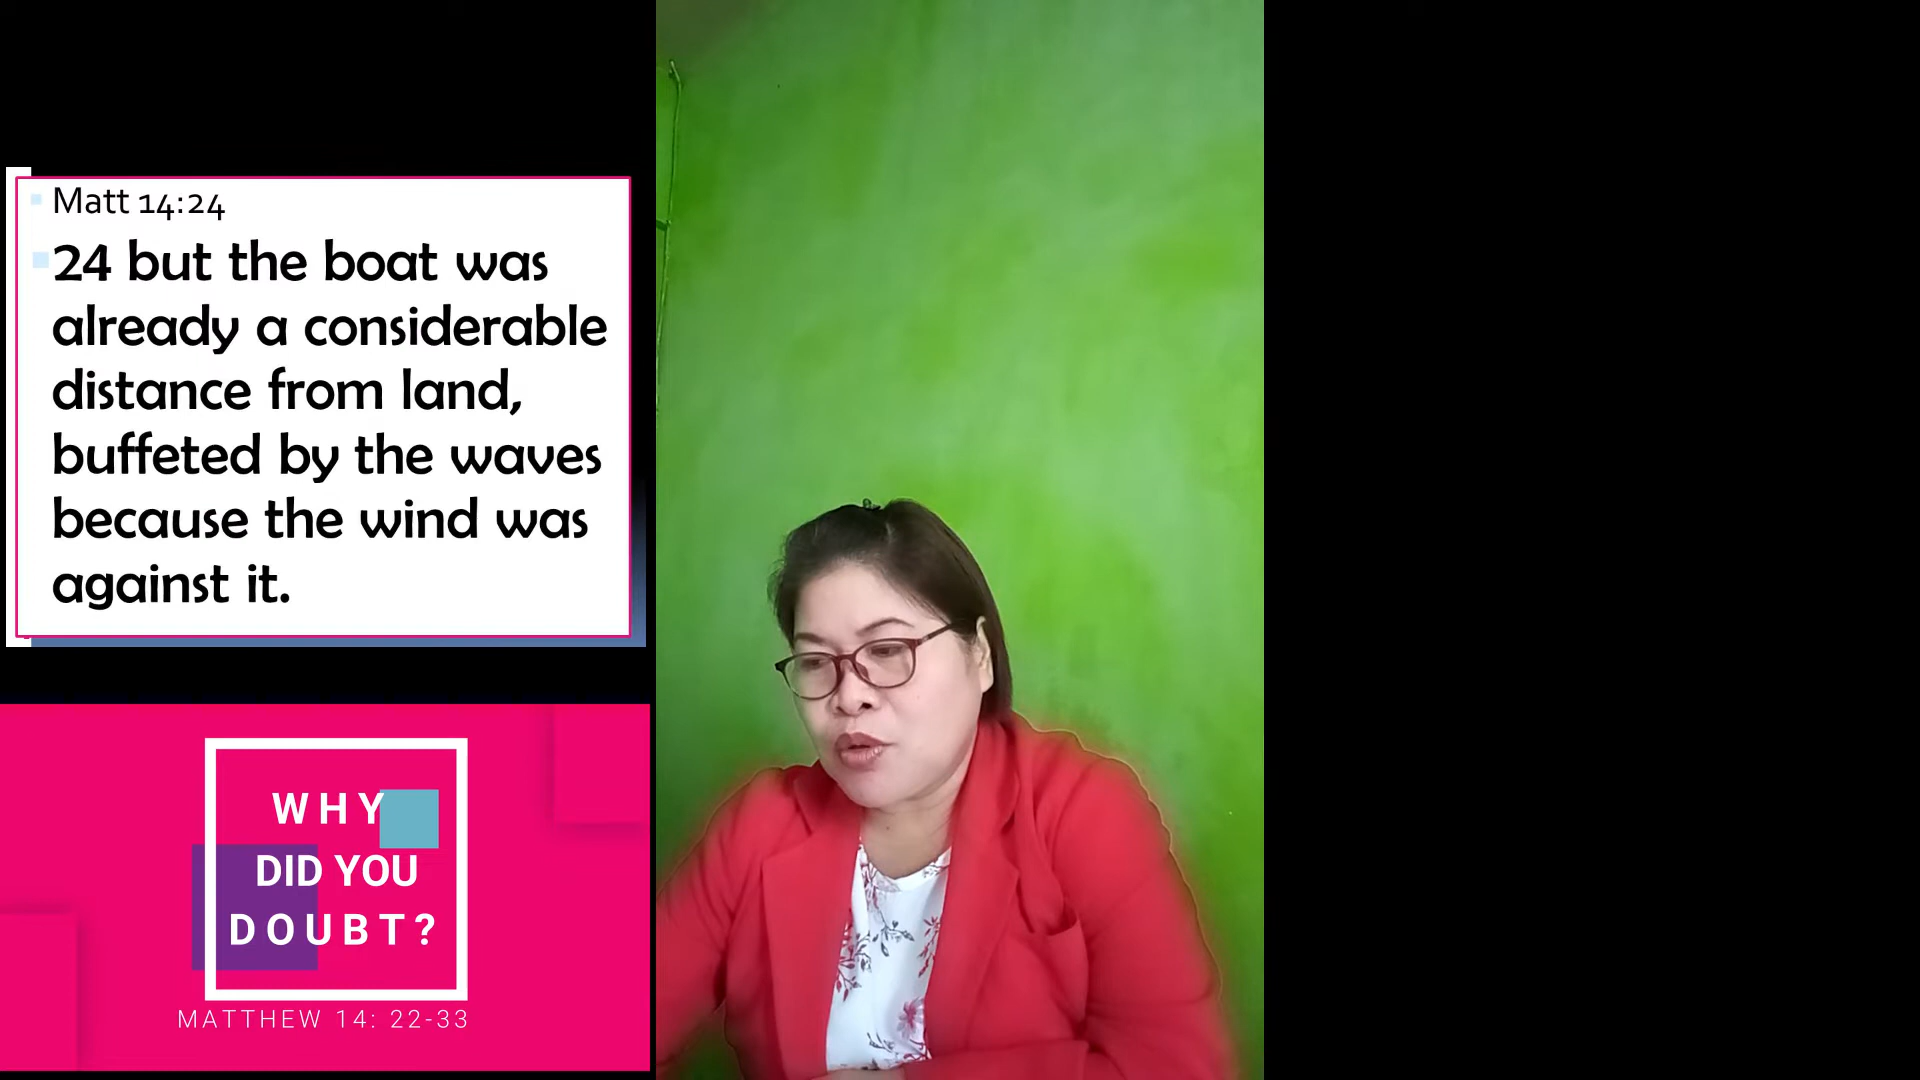 Matt 14:24
24 but the boat was
already a considerable
distance from land,
buffeted by the waves
because the wind was
against it.
WHY
DID YOU
DOUBT?
MATTHEW 14: 22-33